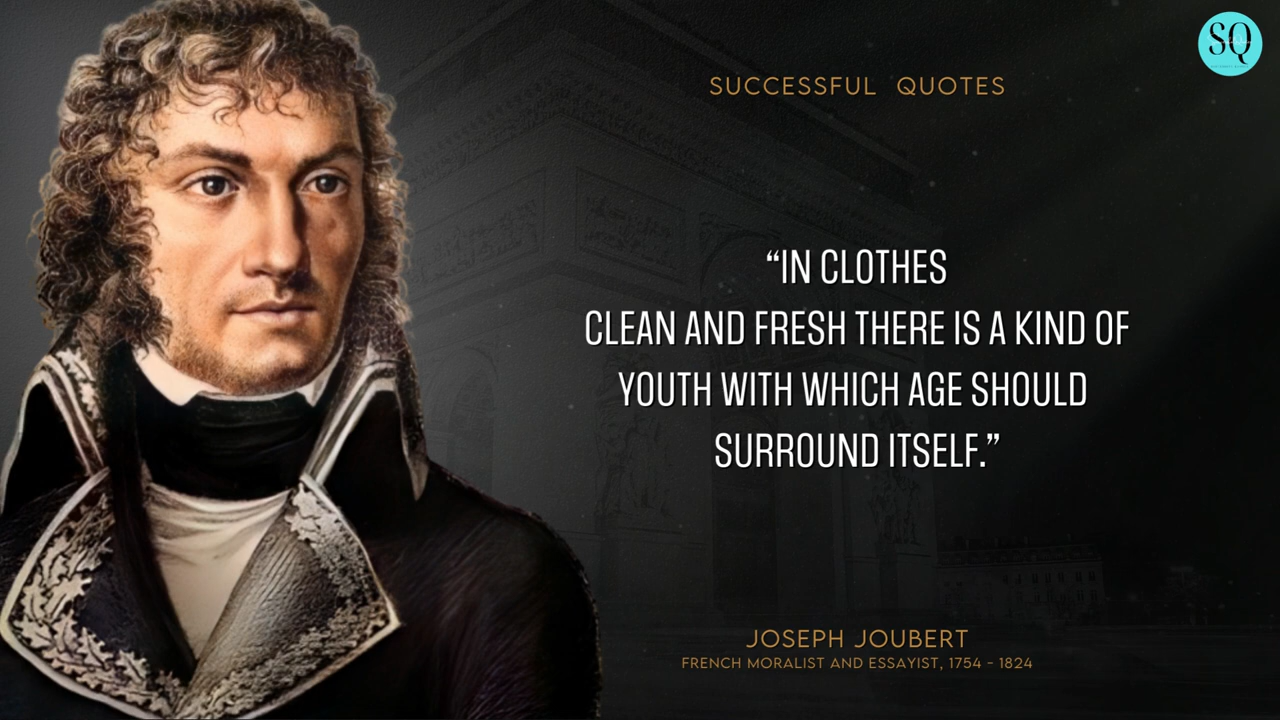 SQ
SUCCESSFUL QUOTES
“IN CLOTHES
CLEAN AND FRESH THERE IS A KIND OF
YOUTH WITH WHICH AGE SHOULD
SURROUND ITSELF.”
JOSEPH JOUBERT
FRENCH MORALIST AND ESSAYIST, 1754 - 1824